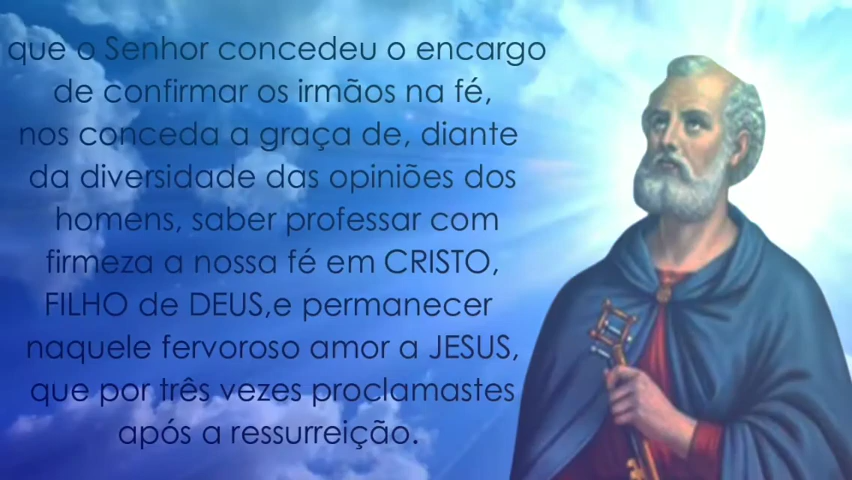 que o Senhor concedeu o encargo
de confirmar os irmãos na fé,
nos conceda a graça de, diante
da diversidade das opiniões dos
homens, saber professar com
firmeza a nossa fé em CRISTO,
FILHO de DEUS,e permanecer
naquele fervoroso amor a JESUS,
que por três vezes proclamastes
após a ressurreição.